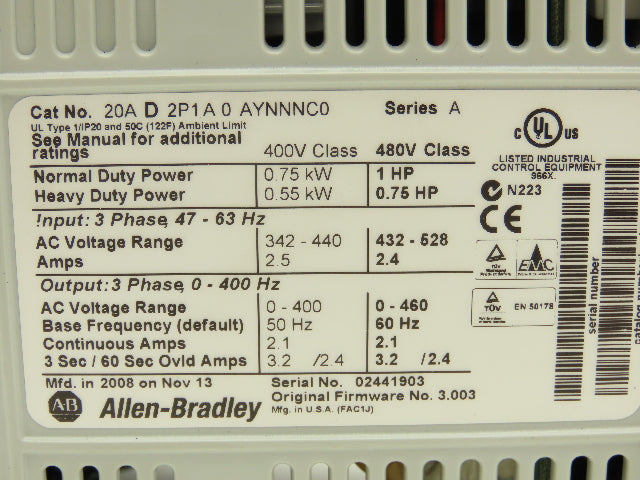 Cat No. 20A D 2P1A 0 AYNNNC0 Series A
UL Type 1/IP20 and 50C (122F) Ambient Limit
See Manual for additional
ratings 400V Class 480V Class
Normal Duty Power 0.75 kW 1 HP
Heavy Duty Power 0.55 kW 0.75 HP
Input: 3 Phase, 47 - 63 Hz
AC Voltage Range 342 - 440 432 - 528
Amps 2.5 2.4
Output: 3 Phase, 0 - 400 Hz
AC Voltage Range 0 - 400 0 - 460
Base Frequency (default) 50 Hz 60 Hz
Continuous Amps 2.1 2.1
3 Sec / 60 Sec Ovld Amps 3.2 /2.4 3.2 /2.4
Mfd. in 2008 on Nov 13 Serial No. 02441903
Original Firmware No. 3.003
AB Allen-Bradley Mfg. in U.S.A. (FAC1J)
C UL US
LISTED INDUSTRIAL
CONTROL EQUIPMENT
966X
N223
CE
TÜV EMC
TÜV EN 50178
serial number